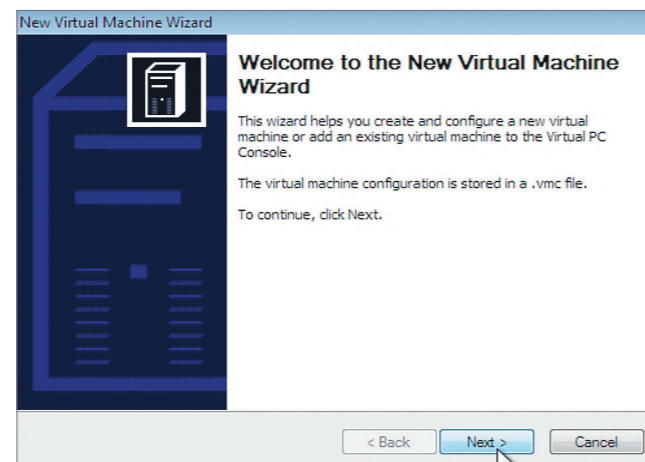 New Virtual Machine Wizard
Welcome to the New Virtual Machine
Wizard
This wizard helps you create and configure a new virtual
machine or add an existing virtual machine to the Virtual PC
Console.
The virtual machine configuration is stored in a .vmc file.
To continue, click Next.
< Back Next > Cancel